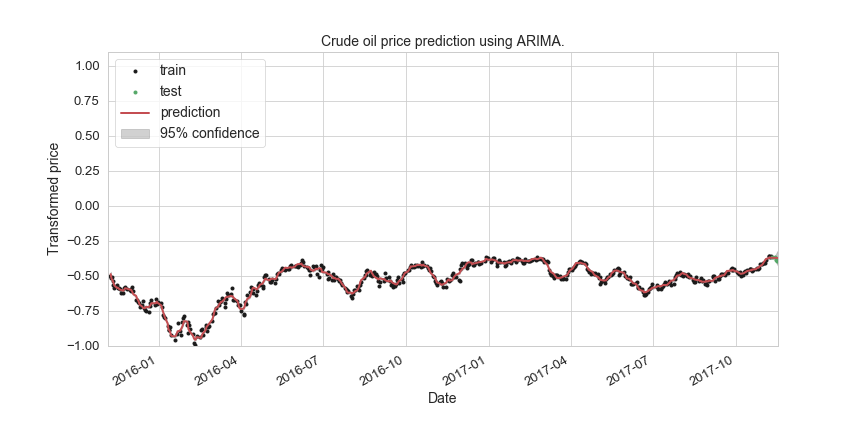 Crude oil price prediction using ARIMA.
train
test
prediction
95% confidence
Transformed price
1.00
0.75
0.50
0.25
0.00
−0.25
−0.50
−0.75
−1.00
2016-01
2016-04
2016-07
2016-10
2017-01
2017-04
2017-07
2017-10
Date